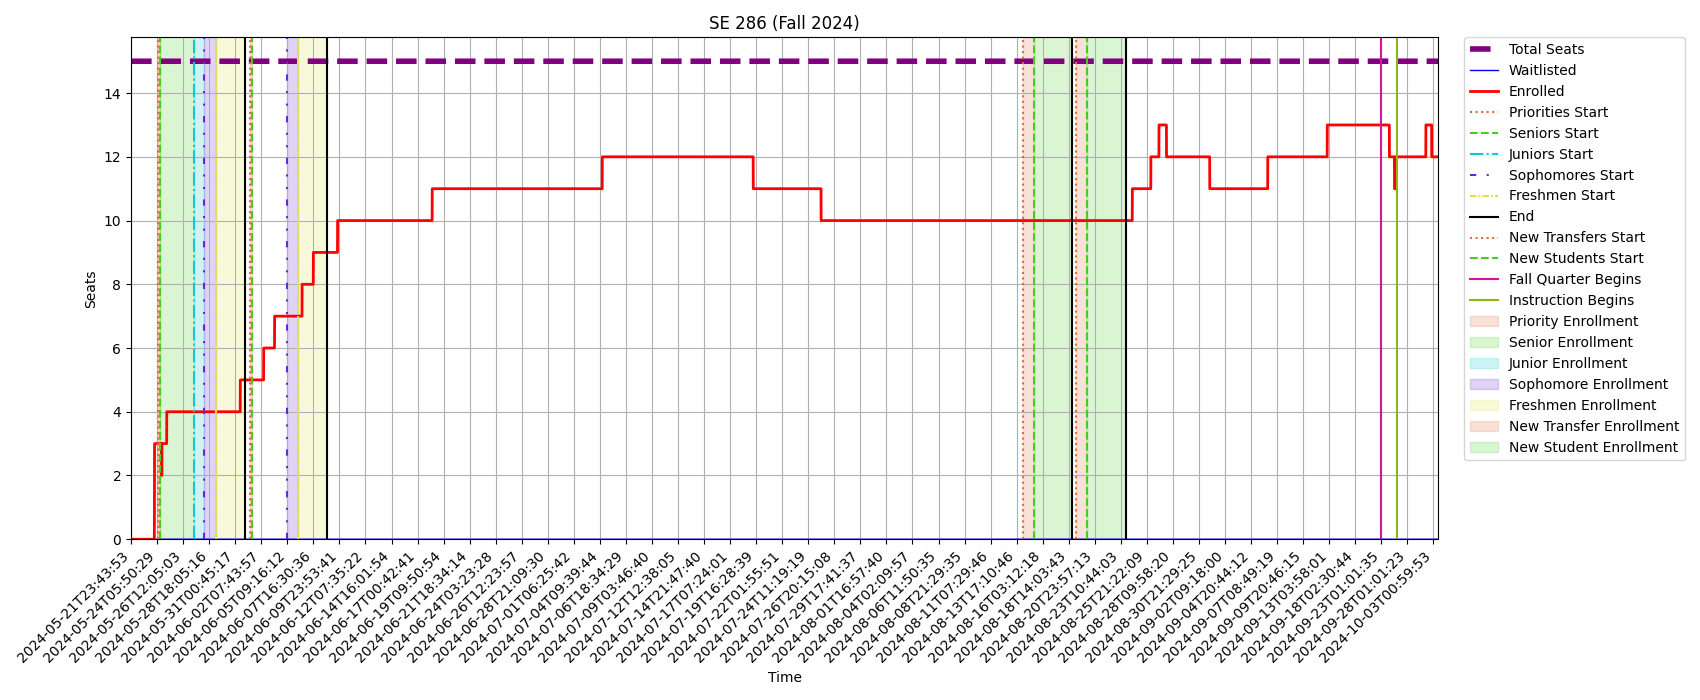 SE 286 (Fall 2024)
Seats
14
12
10
8
6
4
2
0
2024-05-21T23:43:53
2024-05-24T05:50:29
2024-05-26T12:05:03
2024-05-28T18:05:16
2024-05-31T00:45:17
2024-06-02T07:43:57
2024-06-05T09:16:12
2024-06-07T16:30:36
2024-06-09T23:53:41
2024-06-12T07:35:22
2024-06-14T16:01:54
2024-06-17T00:42:41
2024-06-19T09:50:54
2024-06-21T18:34:14
2024-06-24T03:23:28
2024-06-26T12:23:57
2024-06-28T21:09:30
2024-07-01T06:25:42
2024-07-04T09:39:44
2024-07-06T18:34:29
2024-07-09T03:46:40
2024-07-12T12:38:05
2024-07-14T21:47:40
2024-07-17T07:24:01
2024-07-19T16:28:39
2024-07-22T01:55:51
2024-07-24T11:19:19
2024-07-26T20:15:08
2024-07-29T17:41:37
2024-08-01T16:57:40
2024-08-04T02:09:57
2024-08-06T11:50:35
2024-08-08T21:29:35
2024-08-11T07:29:46
2024-08-13T17:10:46
2024-08-16T03:12:18
2024-08-18T14:03:43
2024-08-20T23:57:13
2024-08-23T10:44:03
2024-08-25T21:22:09
2024-08-28T09:58:20
2024-08-30T21:29:25
2024-09-02T09:18:00
2024-09-04T20:44:12
2024-09-07T08:49:19
2024-09-09T20:46:15
2024-09-13T03:58:01
2024-09-18T02:30:44
2024-09-23T01:01:35
2024-09-28T01:01:23
2024-10-03T00:59:53
Time
Total Seats
Waitlisted
Enrolled
Priorities Start
Seniors Start
Juniors Start
Sophomores Start
Freshmen Start
End
New Transfers Start
New Students Start
Fall Quarter Begins
Instruction Begins
Priority Enrollment
Senior Enrollment
Junior Enrollment
Sophomore Enrollment
Freshmen Enrollment
New Transfer Enrollment
New Student Enrollment